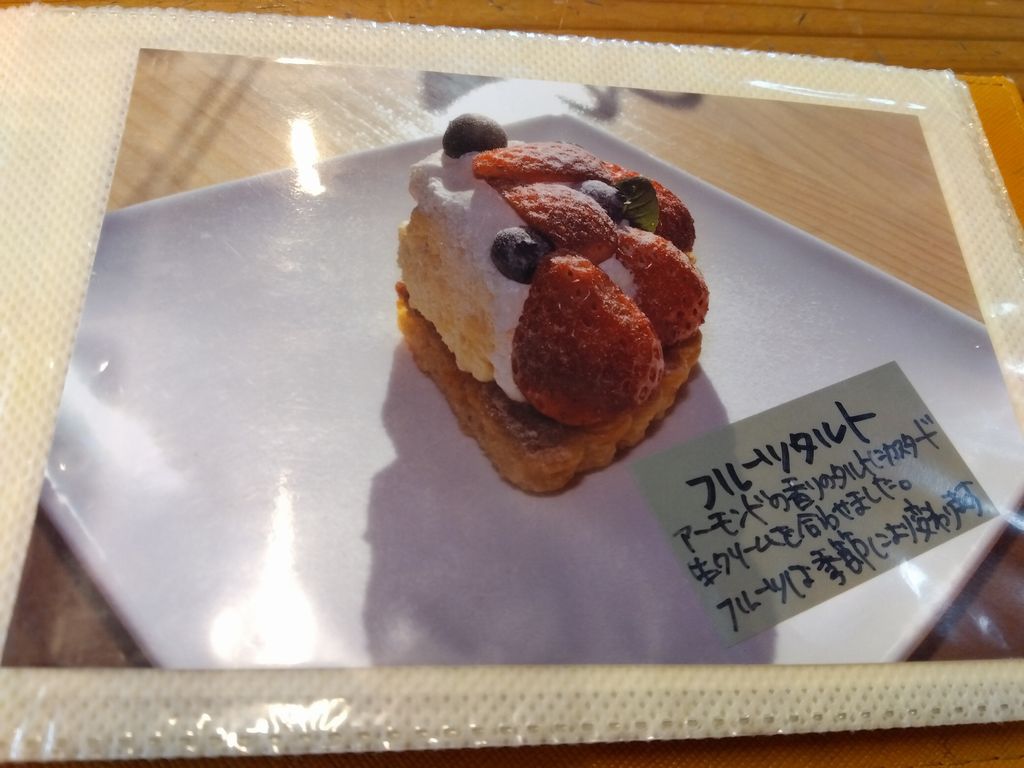 フルーツタルト
アーモンドの香りのタルトにカスタード
生クリームを合わせました。
フルーツは季節により変わります